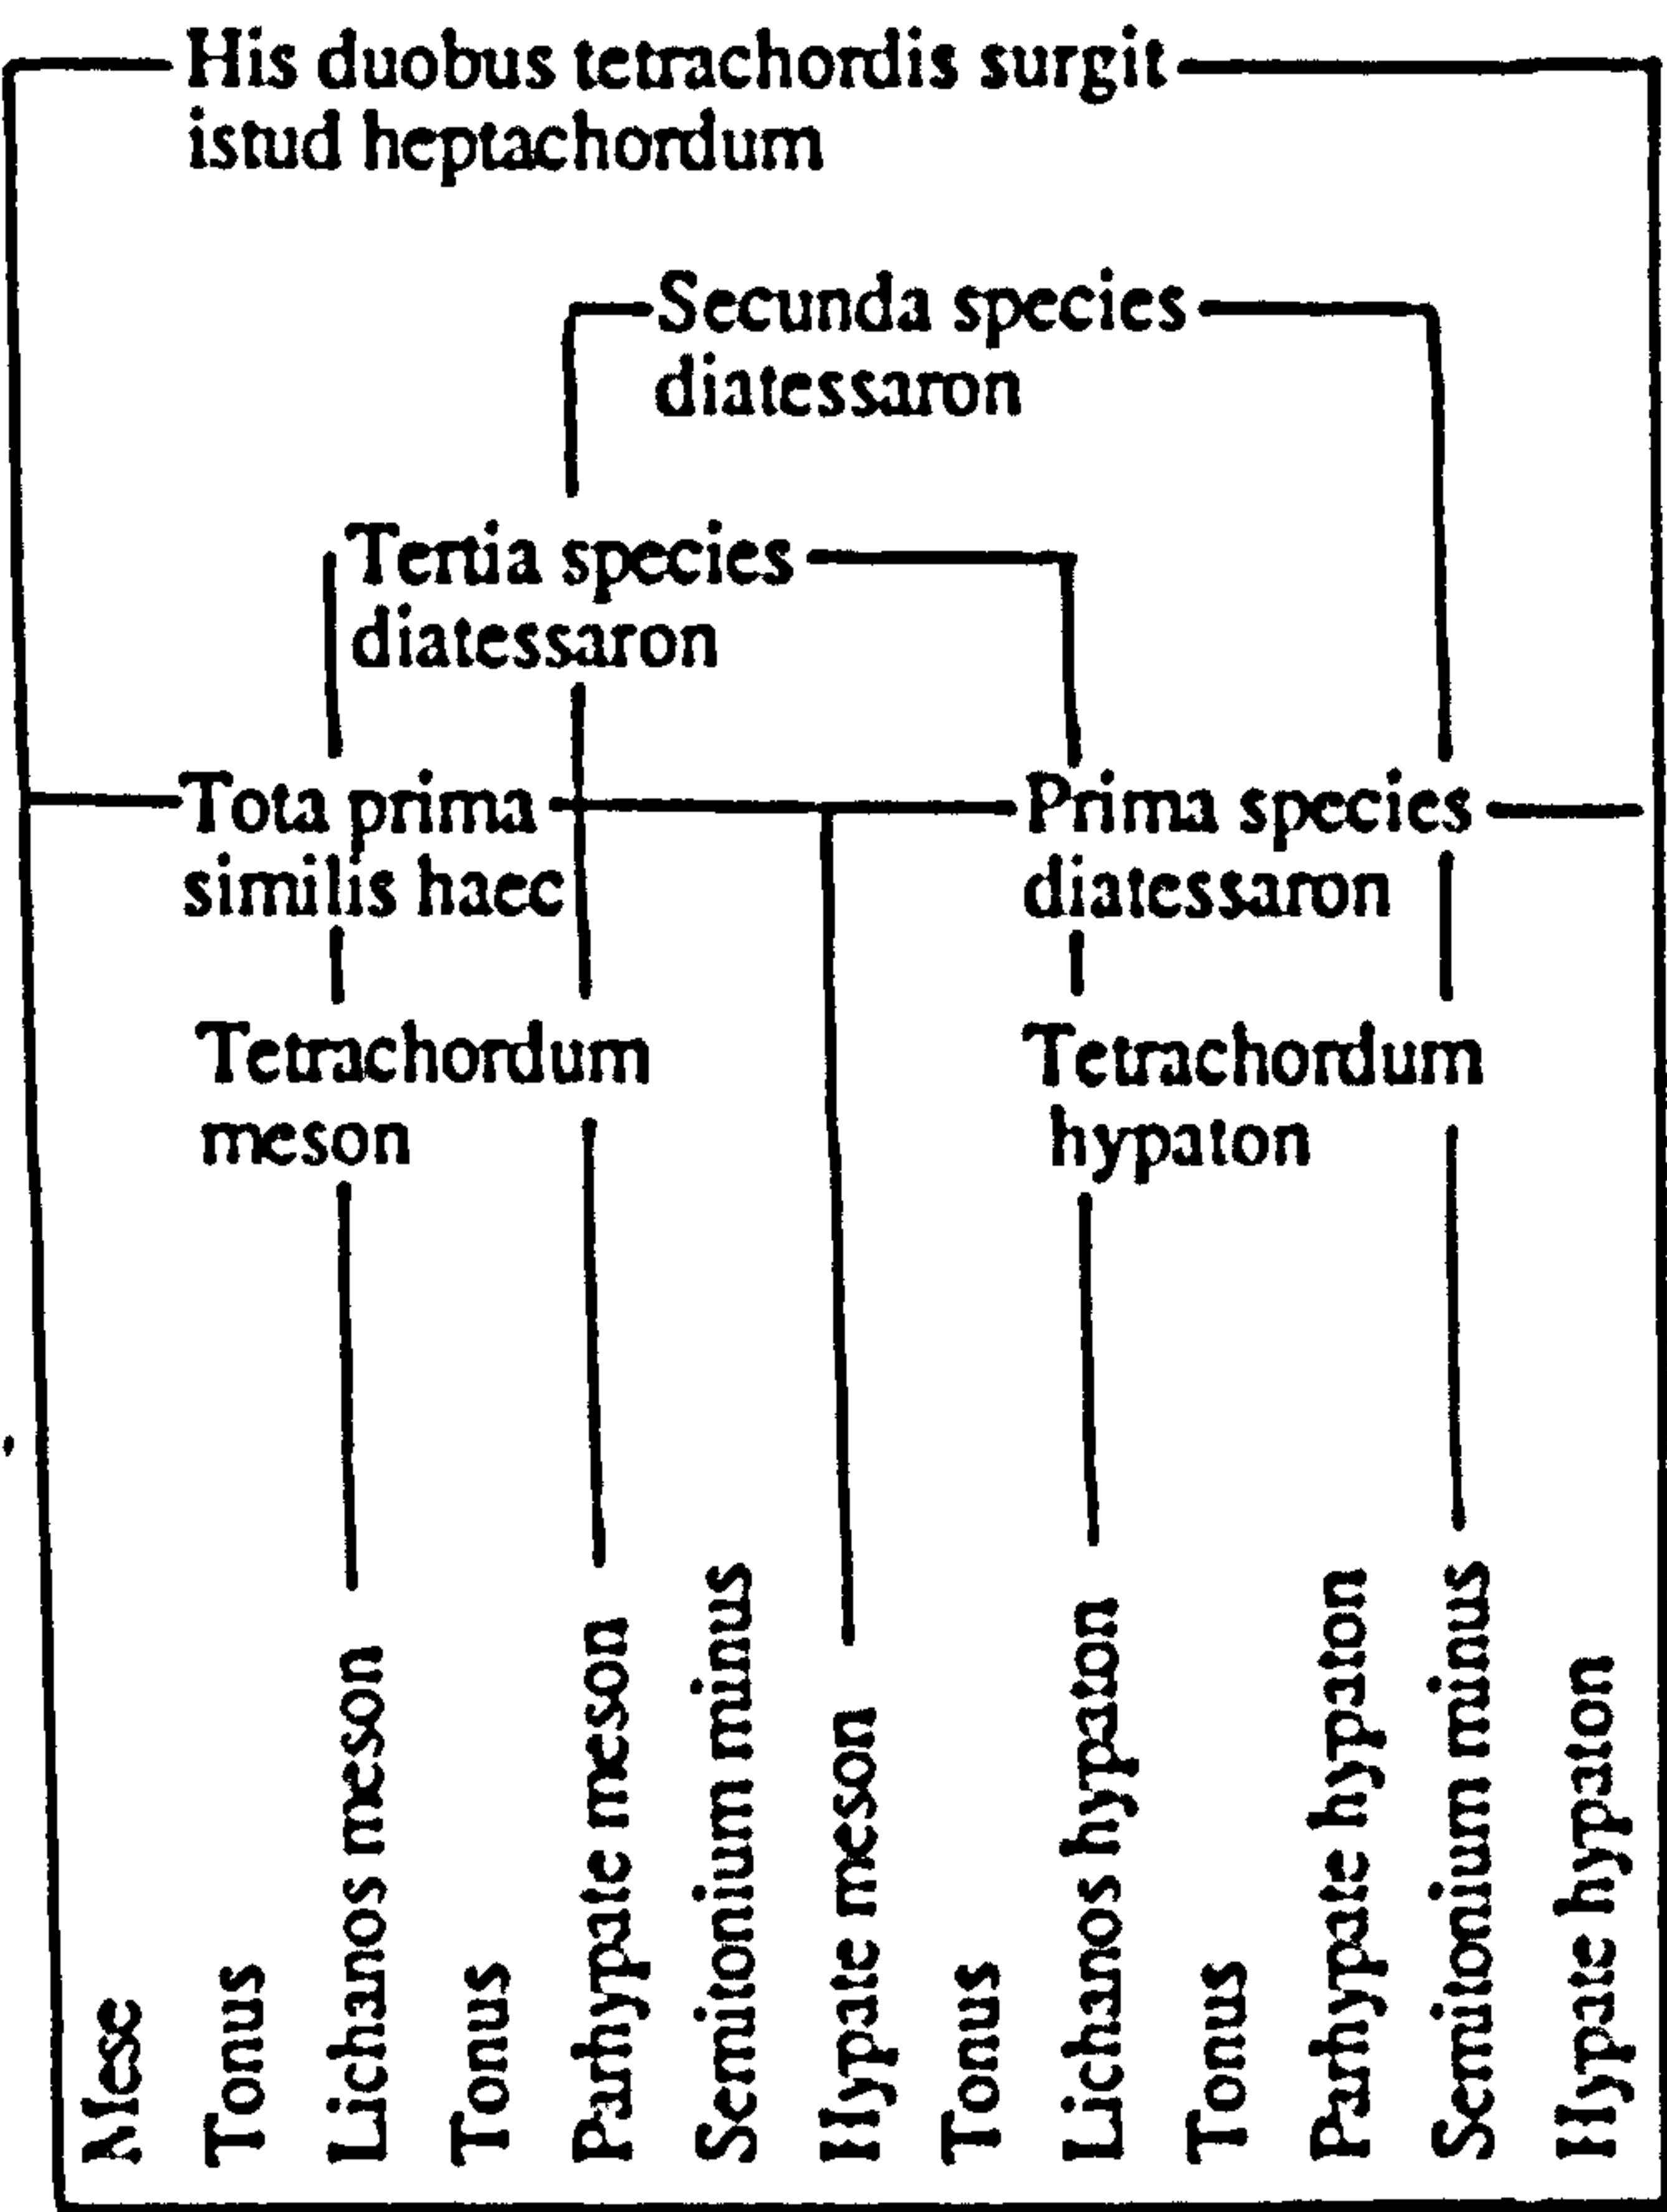 His duobus tetrachordis surgit
istud heptachordum
Secunda species
diatessaron
Tertia species
diatessaron
Tota prima
similis haec
Prima species
diatessaron
Tetrachordum
meson
Tetrachordum
hypaton
Mese
Tonus
Lichanos meson
Tonus
Parhypate meson
Semitonium minus
Hypate meson
Tonus
Lichanos hypaton
Tonus
Parhypate hypaton
Semitonium minus
Hypate hypaton